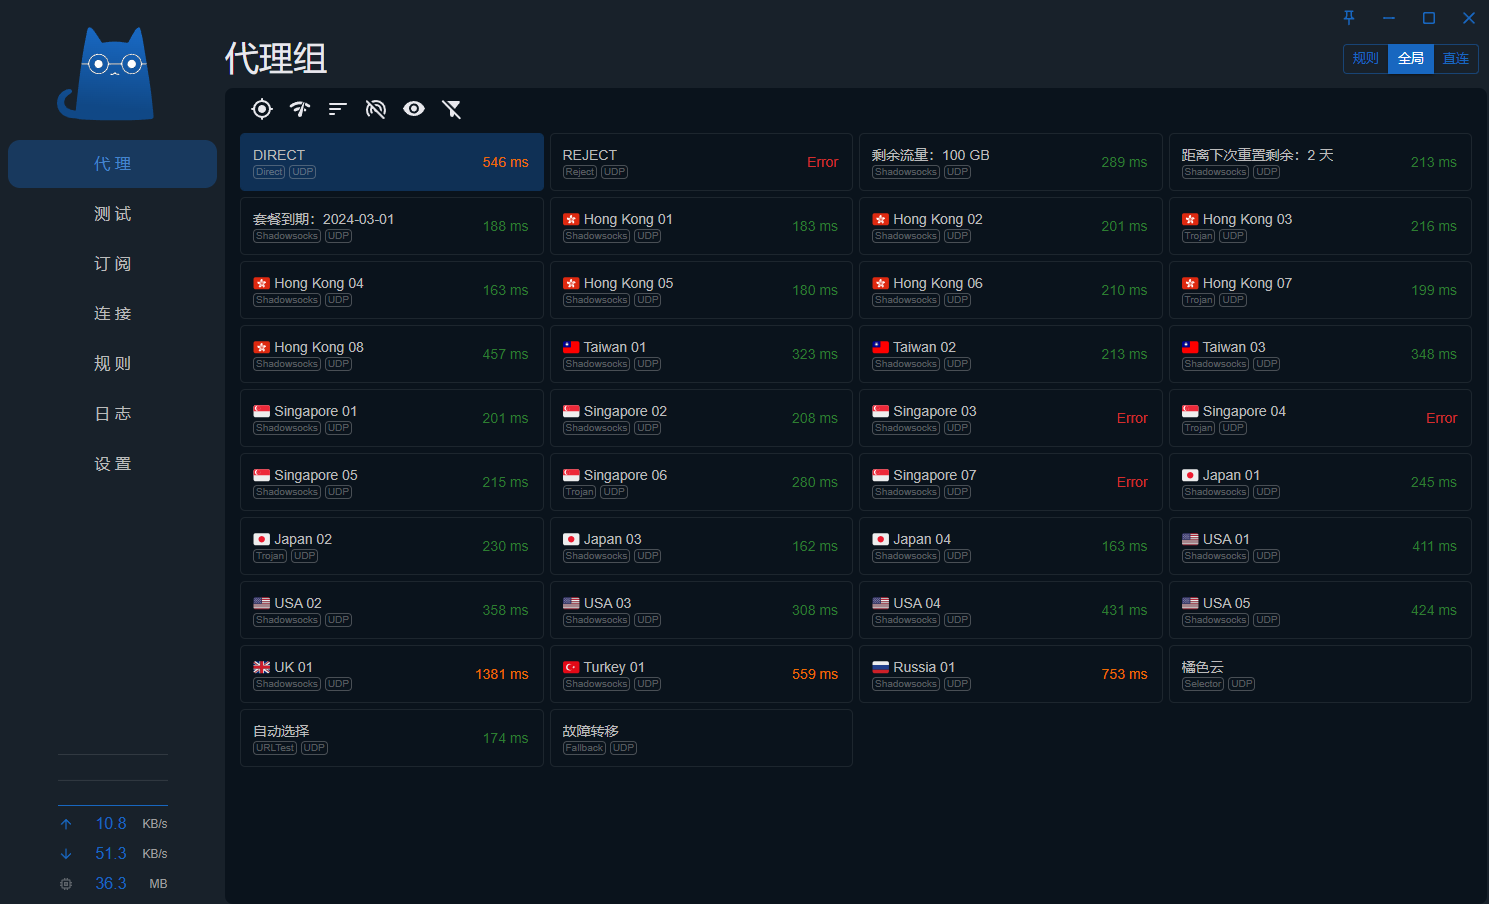 代理组
规则 全局 直连
代 理
测 试
订 阅
连 接
规 则
日 志
设 置
10.8 KB/s
51.3 KB/s
36.3 MB
DIRECT
Direct UDP
546 ms
REJECT
Reject UDP
Error
剩余流量：100 GB
Shadowsocks UDP
289 ms
距离下次重置剩余：2 天
Shadowsocks UDP
213 ms
套餐到期：2024-03-01
Shadowsocks UDP
188 ms
Hong Kong 01
Shadowsocks UDP
183 ms
Hong Kong 02
Shadowsocks UDP
201 ms
Hong Kong 03
Trojan UDP
216 ms
Hong Kong 04
Shadowsocks UDP
163 ms
Hong Kong 05
Shadowsocks UDP
180 ms
Hong Kong 06
Shadowsocks UDP
210 ms
Hong Kong 07
Trojan UDP
199 ms
Hong Kong 08
Shadowsocks UDP
457 ms
Taiwan 01
Shadowsocks UDP
323 ms
Taiwan 02
Shadowsocks UDP
213 ms
Taiwan 03
Shadowsocks UDP
348 ms
Singapore 01
Shadowsocks UDP
201 ms
Singapore 02
Shadowsocks UDP
208 ms
Singapore 03
Shadowsocks UDP
Error
Singapore 04
Trojan UDP
Error
Singapore 05
Shadowsocks UDP
215 ms
Singapore 06
Trojan UDP
280 ms
Singapore 07
Shadowsocks UDP
Error
Japan 01
Shadowsocks UDP
245 ms
Japan 02
Trojan UDP
230 ms
Japan 03
Shadowsocks UDP
162 ms
Japan 04
Shadowsocks UDP
163 ms
USA 01
Shadowsocks UDP
411 ms
USA 02
Shadowsocks UDP
358 ms
USA 03
Shadowsocks UDP
308 ms
USA 04
Shadowsocks UDP
431 ms
USA 05
Shadowsocks UDP
424 ms
UK 01
Shadowsocks UDP
1381 ms
Turkey 01
Shadowsocks UDP
559 ms
Russia 01
Shadowsocks UDP
753 ms
橘色云
Selector UDP
自动选择
URLTest UDP
174 ms
故障转移
Fallback UDP